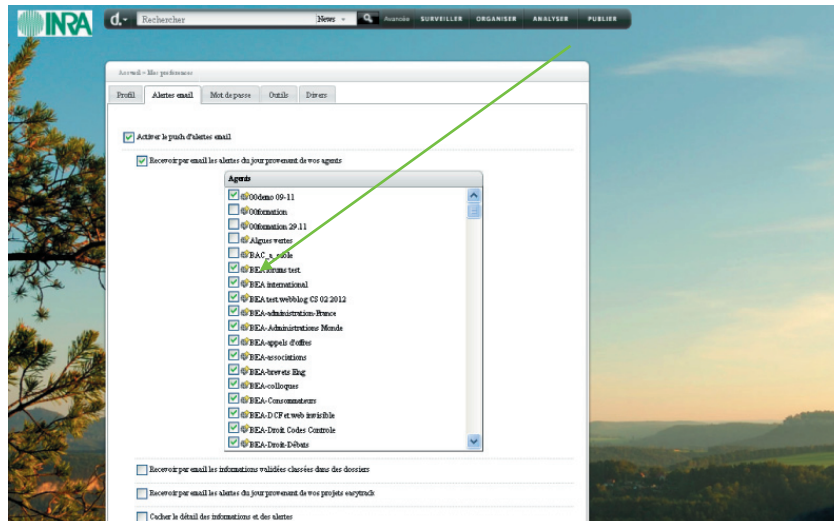 INRA
d. Rechercher News Avancée SURVEILLER ORGANISER ANALYSER PUBLIER
Accueil > Mes préférences
Profil Alertes email Mot de passe Outils Divers
Activer le push d'alertes email
Recevoir par email les alertes du jour provenant de vos agents
Agents
00demo 09-11
00formation
00formation 29.11
Algues vertes
BEA forums test
BEA international
BEA test webblog CS 02 2012
BEA-administration-France
BEA-Administrations Monde
BEA-appels d'offres
BEA-associations
BEA-brevets Eng
BEA-colloques
BEA-Consommateurs
BEA-DCF et web invisible
BEA-Droit Codes Controle
BEA-Droit-Débats
Recevoir par email les informations validées classées dans des dossiers
Recevoir par email les alertes du jour provenant de vos projets easytrack
Cacher le détail des informations et des alertes